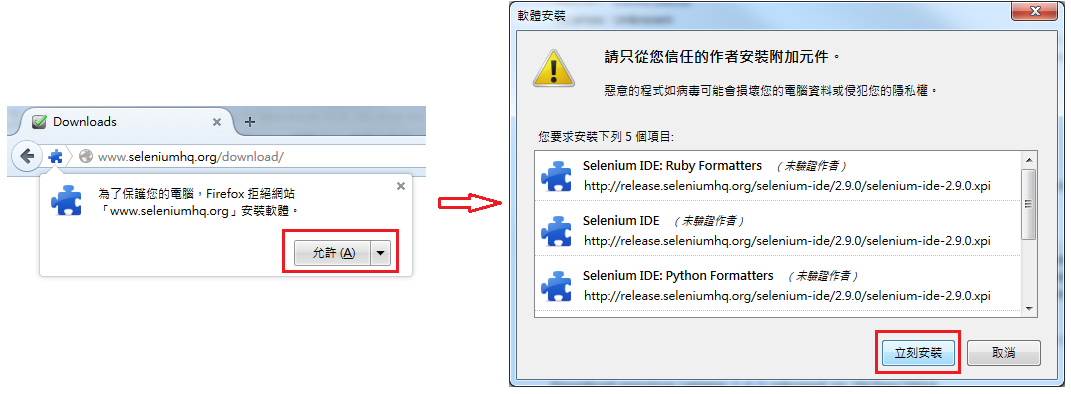 Downloads
www.seleniumhq.org/download/
為了保護您的電腦，Firefox 拒絕網站
「www.seleniumhq.org」安裝軟體。
允許 (A)
軟體安裝
請只從您信任的作者安裝附加元件。
惡意的程式如病毒可能會損壞您的電腦資料或侵犯您的隱私權。
您要求安裝下列 5 個項目:
Selenium IDE: Ruby Formatters （未驗證作者）
http://release.seleniumhq.org/selenium-ide/2.9.0/selenium-ide-2.9.0.xpi
Selenium IDE （未驗證作者）
http://release.seleniumhq.org/selenium-ide/2.9.0/selenium-ide-2.9.0.xpi
Selenium IDE: Python Formatters （未驗證作者）
http://release.seleniumhq.org/selenium-ide/2.9.0/selenium-ide-2.9.0.xpi
立刻安裝
取消